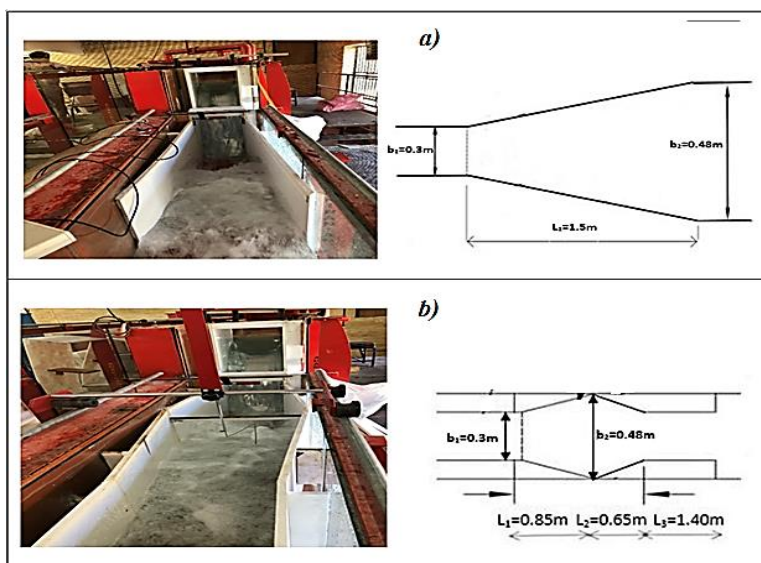 a)
b₁=0.3m
b₂=0.48m
L₁=1.5m
b)
b₁=0.3m
b₂=0.48m
L₁=0.85m L₂=0.65m L₃=1.40m